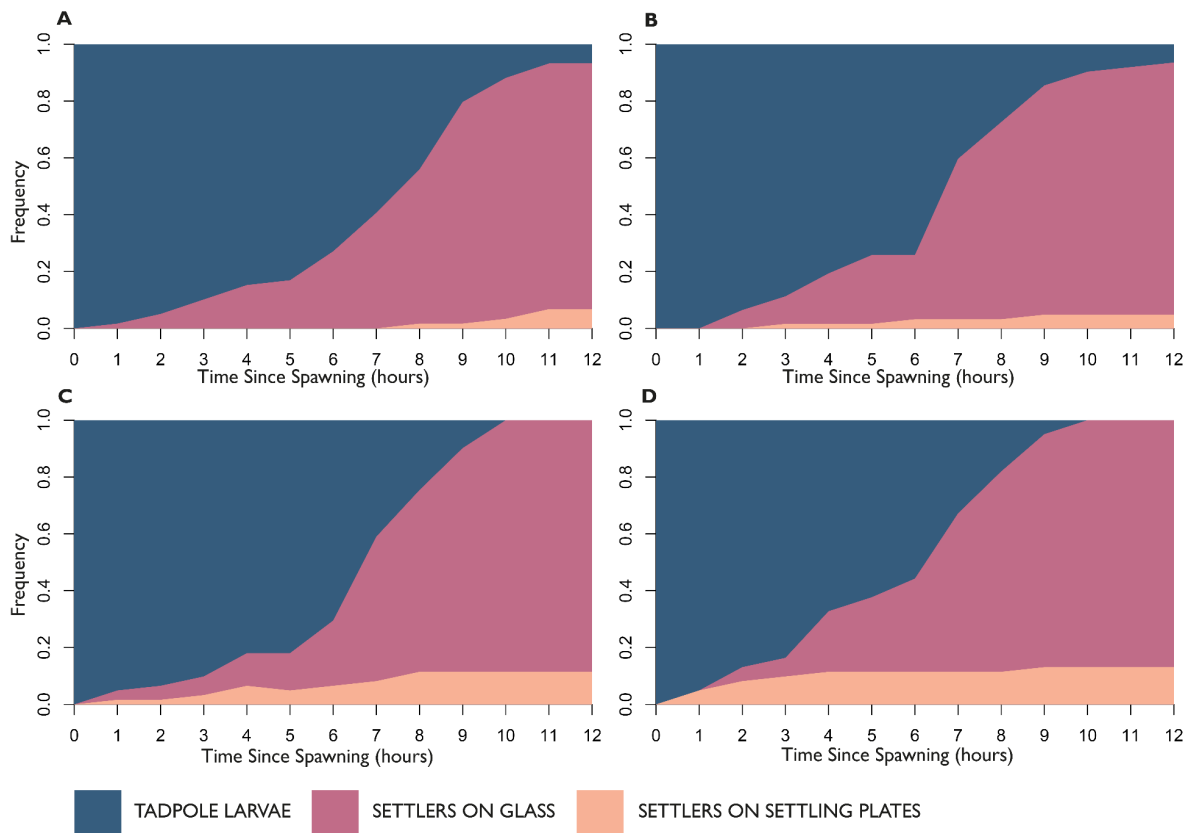 A
B
1.0 0.8 0.6 0.4 0.2 0.0
Frequency
0 1 2 3 4 5 6 7 8 9 10 11 12
Time Since Spawning (hours)
1.0 0.8 0.6 0.4 0.2 0.0
0 1 2 3 4 5 6 7 8 9 10 11 12
Time Since Spawning (hours)
C
D
1.0 0.8 0.6 0.4 0.2 0.0
Frequency
0 1 2 3 4 5 6 7 8 9 10 11 12
Time Since Spawning (hours)
1.0 0.8 0.6 0.4 0.2 0.0
0 1 2 3 4 5 6 7 8 9 10 11 12
Time Since Spawning (hours)
TADPOLE LARVAE SETTLERS ON GLASS SETTLERS ON SETTLING PLATES